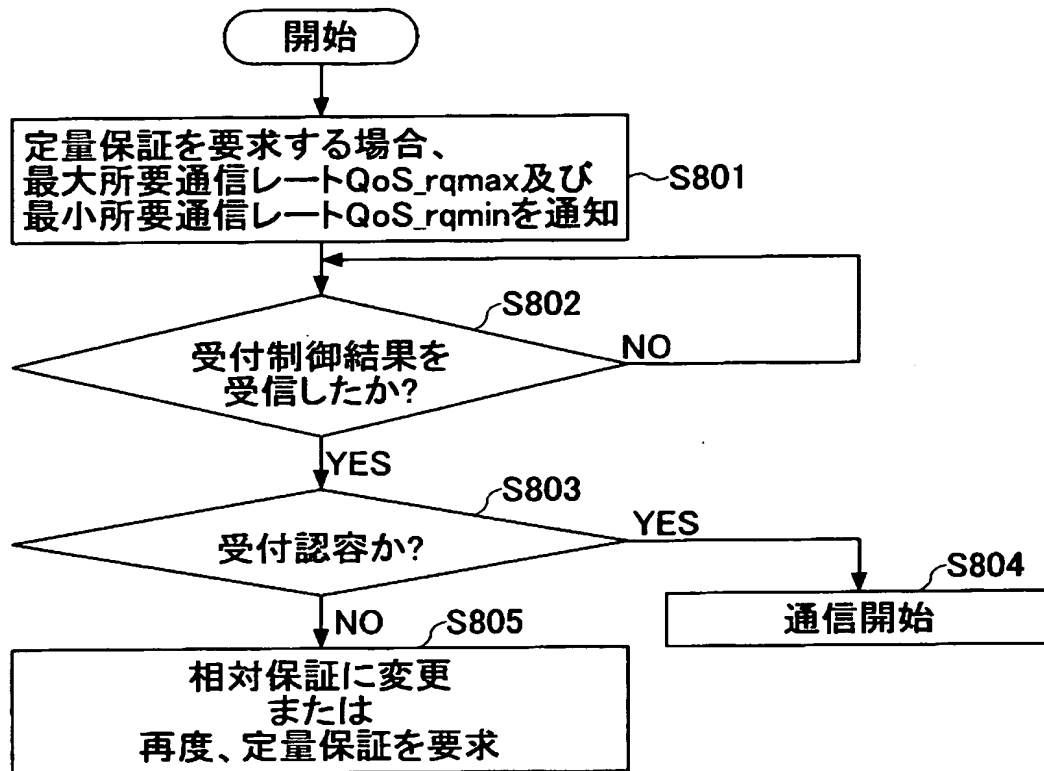 開始
定量保証を要求する場合、
最大所要通信レートQoS_rqmax及び
最小所要通信レートQoS_rqminを通知
S801
S802
受付制御結果を
受信したか?
NO
YES
S803
受付認容か?
YES
S804
通信開始
NO
S805
相対保証に変更
または
再度、定量保証を要求